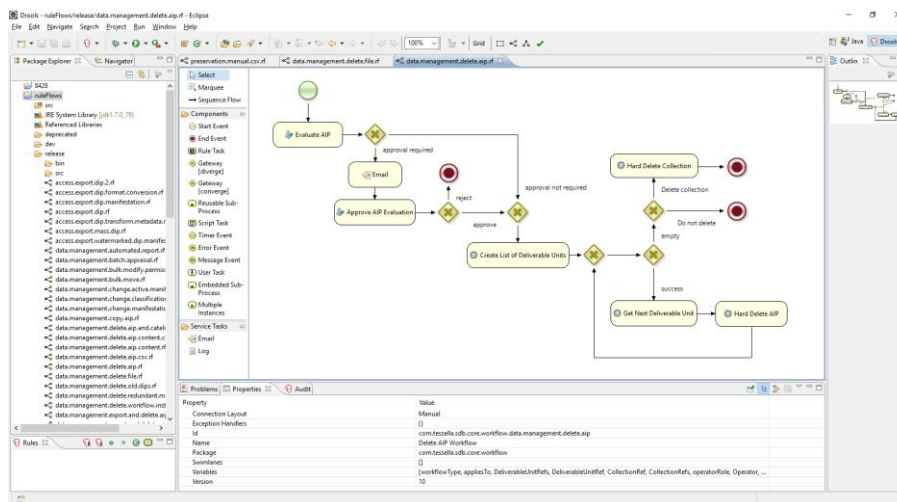 Drools - ruleFlows/release/data.management.delete.aip.rf - Eclipse
File Edit Navigate Search Project Run Window Help
100%
Grid
Java
Drools
Package Explorer
Navigator
8428
ruleFlows
src
JRE System Library [jdk1.7.0_79]
Referenced Libraries
deprecated
dev
release
bin
src
access.export.dip.2.rf
access.export.dip.format.conversion.rf
access.export.dip.manifestation.rf
access.export.dip.rf
access.export.dip.transform.metadata.r
access.export.mass.dip.rf
access.export.watermarked.dip.manifes
data.management.automated.report.rf
data.management.batch.appraisal.rf
data.management.bulk.modify.permiss
data.management.bulk.move.rf
data.management.change.active.manif
data.management.change.classification
data.management.change.manifestatic
data.management.copy.aip.rf
data.management.delete.aip.and.catalo
data.management.delete.aip.content.c
data.management.delete.aip.content.rf
data.management.delete.aip.csv.rf
data.management.delete.aip.rf
data.management.delete.file.rf
data.management.delete.old.dips.rf
data.management.delete.redundant.m
data.management.delete.workflow.inst
data.management.export.and.delete.aip
Rules
preservation.manual.csv.rf
data.management.delete.file.rf
data.management.delete.aip.rf
Select
Marquee
Sequence Flow
Components
Start Event
End Event
Rule Task
Gateway
[diverge]
Gateway
[converge]
Reusable Sub-
Process
Script Task
Timer Event
Error Event
Message Event
User Task
Embedded Sub-
Process
Multiple
Instances
Service Tasks
Email
Log
Evaluate AIP
approval required
Email
reject
approval not required
Approve AIP Evaluation
approve
Create List of Deliverable Units
Hard Delete Collection
Delete collection
Do not delete
empty
success
Get Next Deliverable Unit
Hard Delete AIP
Outlin
Problems
Properties
Audit
Property Value
Connection Layout Manual
Exception Handlers {}
Id com.tessella.sdb.core.workflow.data.management.delete.aip
Name Delete AIP Workflow
Package com.tessella.sdb.core.workflow
Swimlanes []
Variables [workflowType, appliesTo, DeliverableUnitRefs, DeliverableUnitRef, CollectionRef, CollectionRefs, operatorRole, Operator, ...
Version 10